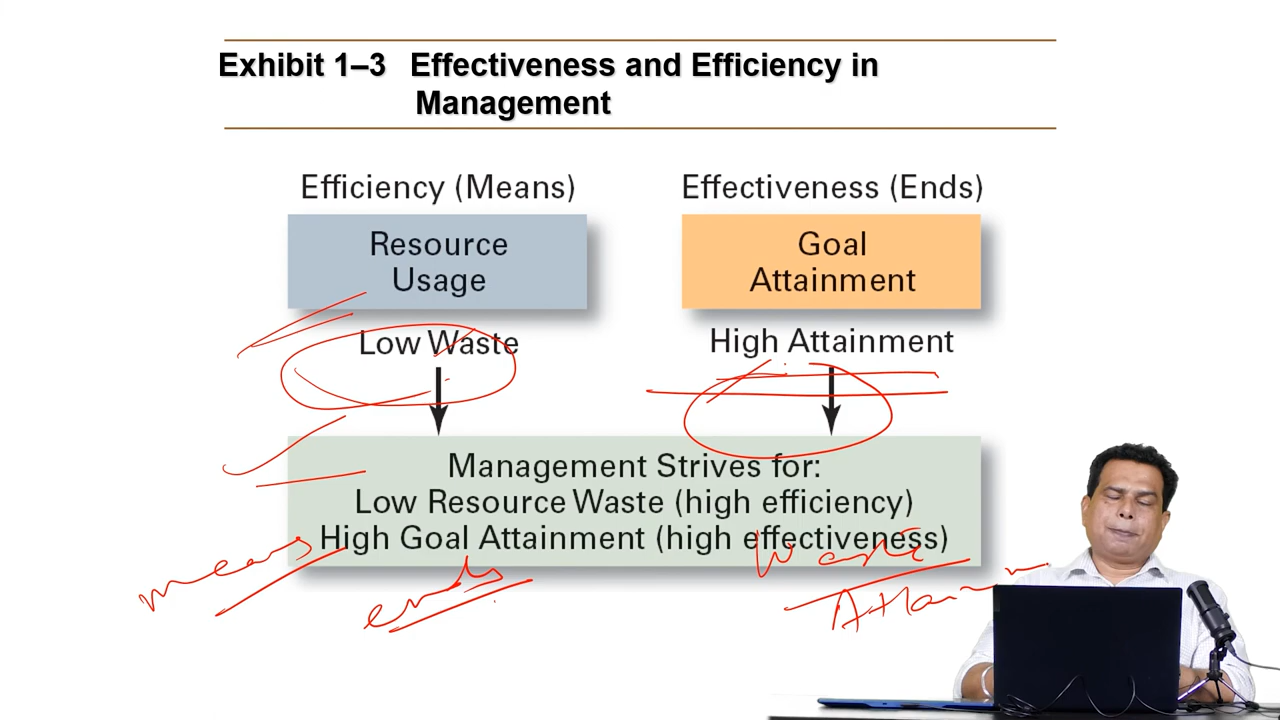 Exhibit 1–3 Effectiveness and Efficiency in
Management
Efficiency (Means)
Effectiveness (Ends)
Resource
Usage
Goal
Attainment
Low Waste
High Attainment
Management Strives for:
Low Resource Waste (high efficiency)
High Goal Attainment (high effectiveness)
means
ends
Waste